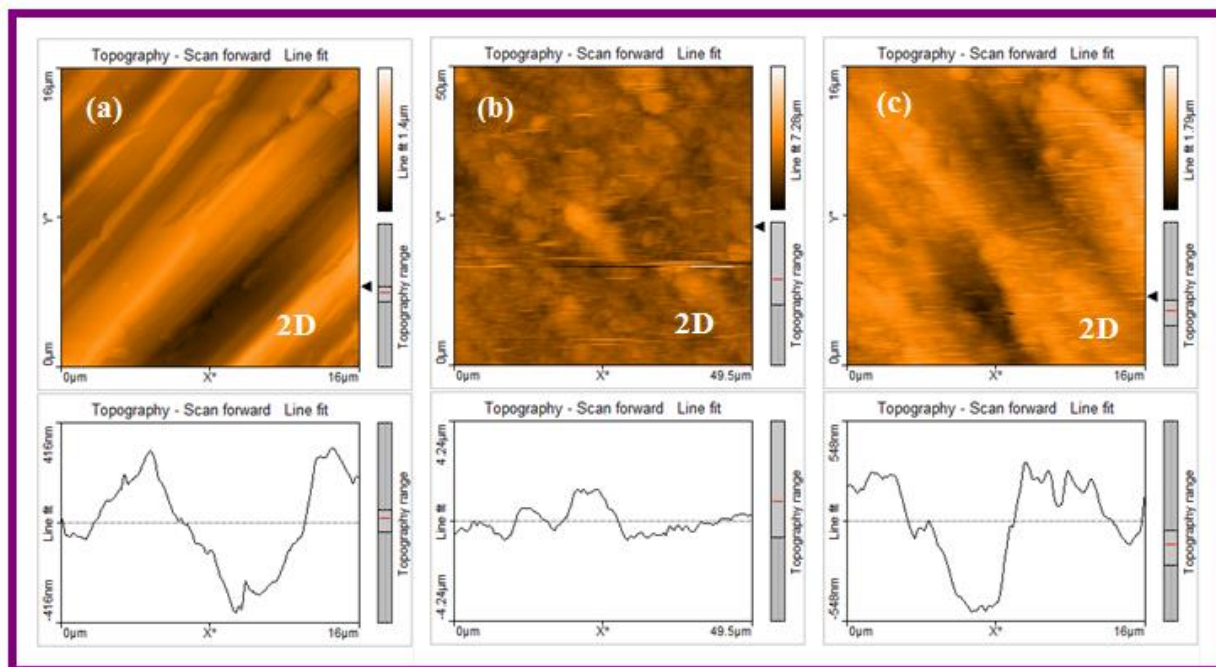 Topography - Scan forward Line fit
16µm
(a)
Y*
2D
0µm
0µm X* 16µm
Line fit 1.4µm
Topography range
Topography - Scan forward Line fit
50µm
(b)
Y*
2D
0µm
0µm X* 49.5µm
Line fit 7.28µm
Topography range
Topography - Scan forward Line fit
16µm
(c)
Y*
2D
0µm
0µm X* 16µm
Line fit 1.79µm
Topography range
Topography - Scan forward Line fit
416nm
Line fit
-416nm
0µm X* 16µm
Topography range
Topography - Scan forward Line fit
4.24µm
Line fit
-4.24µm
0µm X* 49.5µm
Topography range
Topography - Scan forward Line fit
548nm
Line fit
-548nm
0µm X* 16µm
Topography range